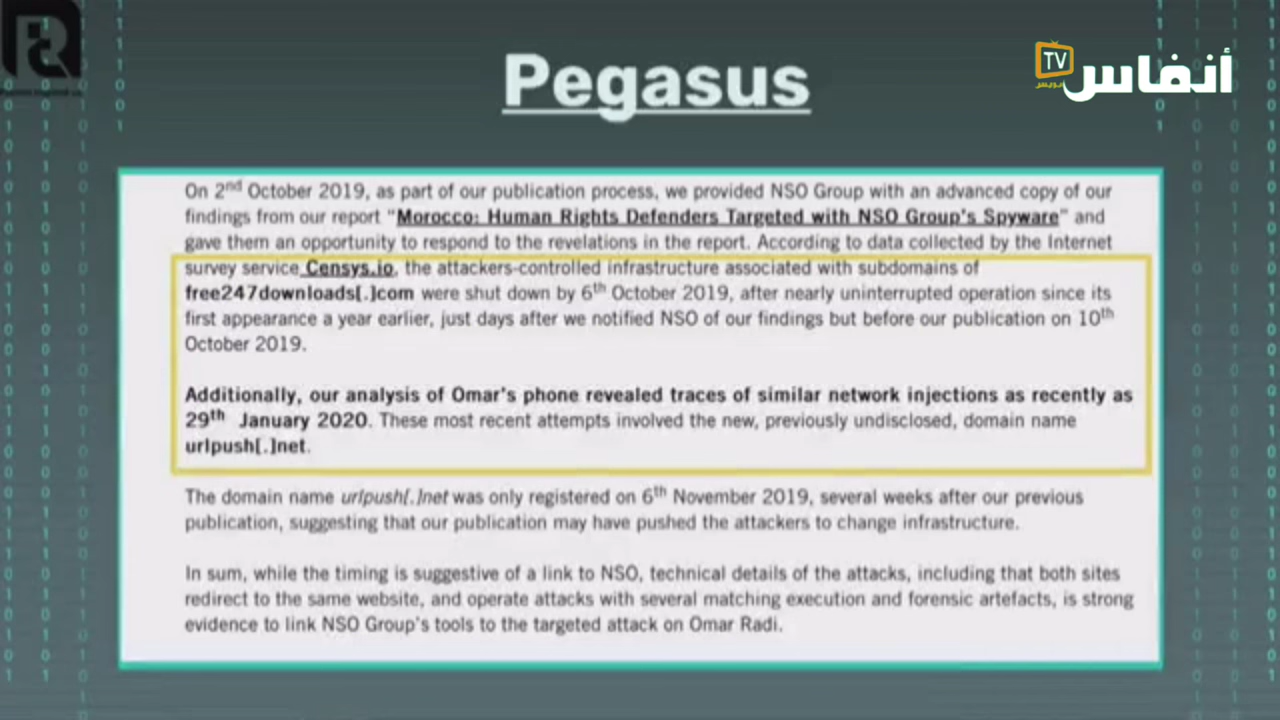 Pegasus
TV
أنفاس
بريس
On 2nd October 2019, as part of our publication process, we provided NSO Group with an advanced copy of our
findings from our report "Morocco: Human Rights Defenders Targeted with NSO Group's Spyware" and
gave them an opportunity to respond to the revelations in the report. According to data collected by the Internet
survey service Censys.io, the attackers-controlled infrastructure associated with subdomains of
free247downloads[.]com were shut down by 6th October 2019, after nearly uninterrupted operation since its
first appearance a year earlier, just days after we notified NSO of our findings but before our publication on 10th
October 2019.
Additionally, our analysis of Omar's phone revealed traces of similar network injections as recently as
29th January 2020. These most recent attempts involved the new, previously undisclosed, domain name
urlpush[.]net.
The domain name urlpush[.]net was only registered on 6th November 2019, several weeks after our previous
publication, suggesting that our publication may have pushed the attackers to change infrastructure.
In sum, while the timing is suggestive of a link to NSO, technical details of the attacks, including that both sites
redirect to the same website, and operate attacks with several matching execution and forensic artefacts, is strong
evidence to link NSO Group's tools to the targeted attack on Omar Radi.